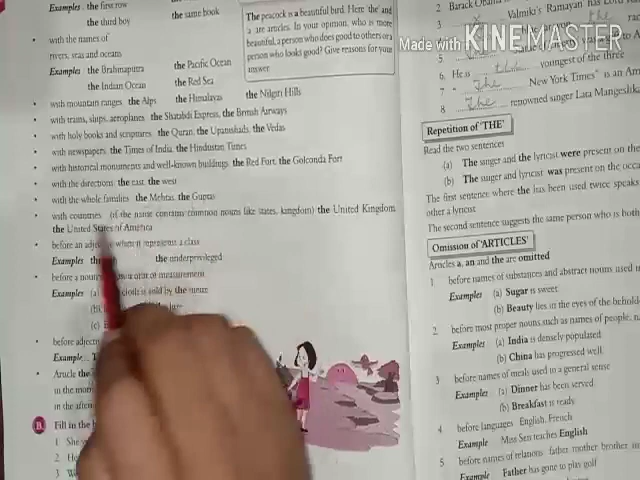 Examples the first row the same book
the third boy
with the names of
rivers, seas and oceans
Examples the Brahmaputra the Pacific Ocean
the Indian Ocean the Red Sea
with mountain ranges the Alps the Himalayas the Nilgiri Hills
with trains, ships, aeroplanes the Shatabdi Express, the British Airways
with holy books and scriptures the Quran, the Upanishads, the Vedas
with newspapers the Times of India, the Hindustan Times
with historical monuments and well-known buildings the Red Fort, the Golconda Fort
with the directions the east, the west
with the whole families the Mehtas, the Guptas
with countries (if the name contains common nouns like states, kingdom) the United Kingdom
the United States of America
before an adjective when it represents a class
Examples the underprivileged
before a noun measurement
Examples (a) cloth is sold by the metre
(b)
(c)
before adject
Example
Article the
in the mor
in the after
B. Fill in the b
1 She
2 H
3 W
The peacock is a beautiful bird. Here 'the' and
a are articles. In your opinion, who is more
beautiful, a person who does good to others or a
person who looks good? Give reasons for your
answer
Made with KINEMASTER
2 Barack Obama
3 x Valmiki's 'Ramayan' has
the
5
6 He is the youngest of the three
7 " The New York Times" is an Am
8 The renowned singer Lata Mangeshka
Repetition of 'THE'
Read the two sentences
(a) The singer and the lyricist were present on the
(b) The singer and lyricist was present on the occa
The first sentence where the has been used twice speaks
other a lyricist
The second sentence suggests the same person who is both
Omission of 'ARTICLES'
Articles a, an and the are omitted
1 before names of substances and abstract nouns used in
Examples (a) Sugar is sweet
(b) Beauty lies in the eyes of the behold
2 before most proper nouns such as names of people, n
Examples (a) India is densely populated
(b) China has progressed well
3 before names of meals used in a general sense
Examples (a) Dinner has been served
(b) Breakfast is ready
4 before languages English, French
Example Miss Sen teaches English
5 before names of relations father mother brother
Example Father has gone to play golf